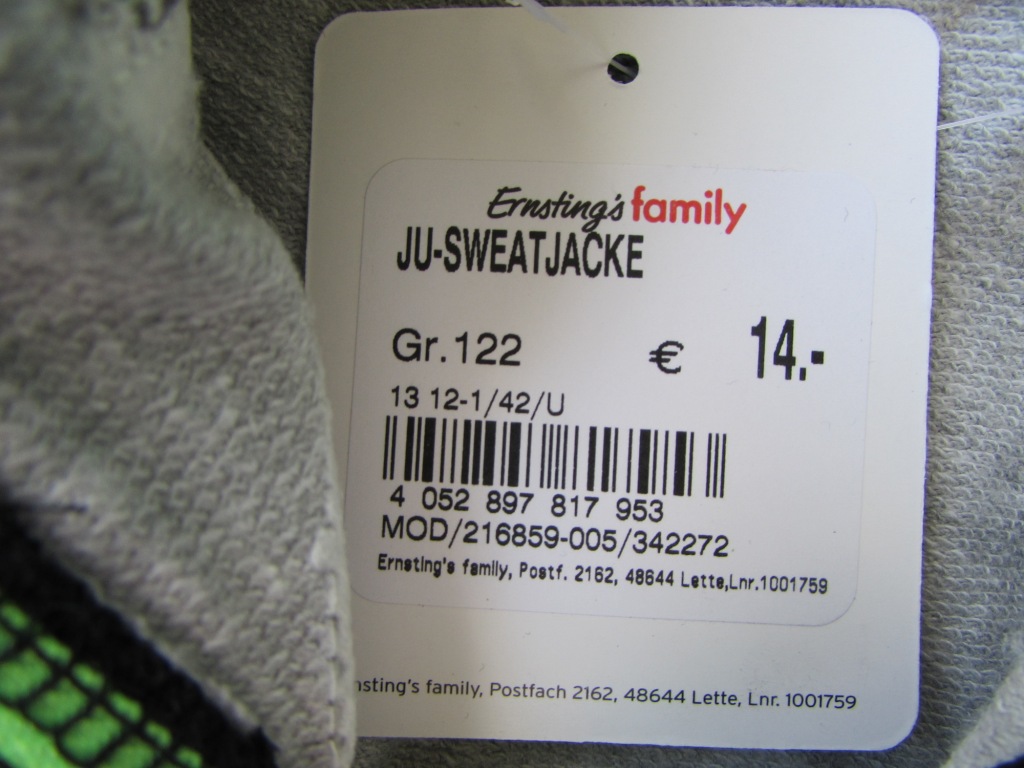 Ernsting's family
JU-SWEATJACKE
Gr.122 € 14.-
13 12-1/42/U
4 052 897 817 953
MOD/216859-005/342272
Ernsting's family, Postf. 2162, 48644 Lette,Lnr.1001759
nsting's family, Postfach 2162, 48644 Lette, Lnr. 1001759